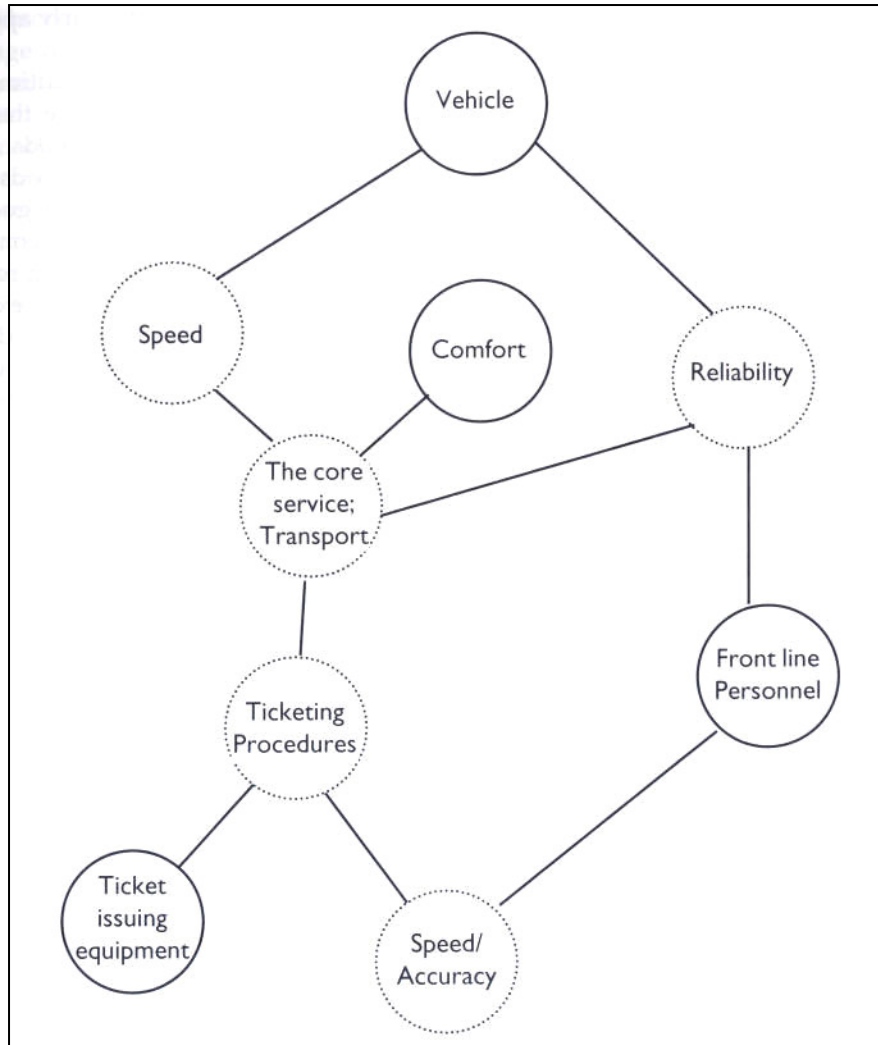 Vehicle
Speed
Comfort
Reliability
The core
service;
Transport
Front line
Personnel
Ticketing
Procedures
Ticket
issuing
equipment
Speed/
Accuracy